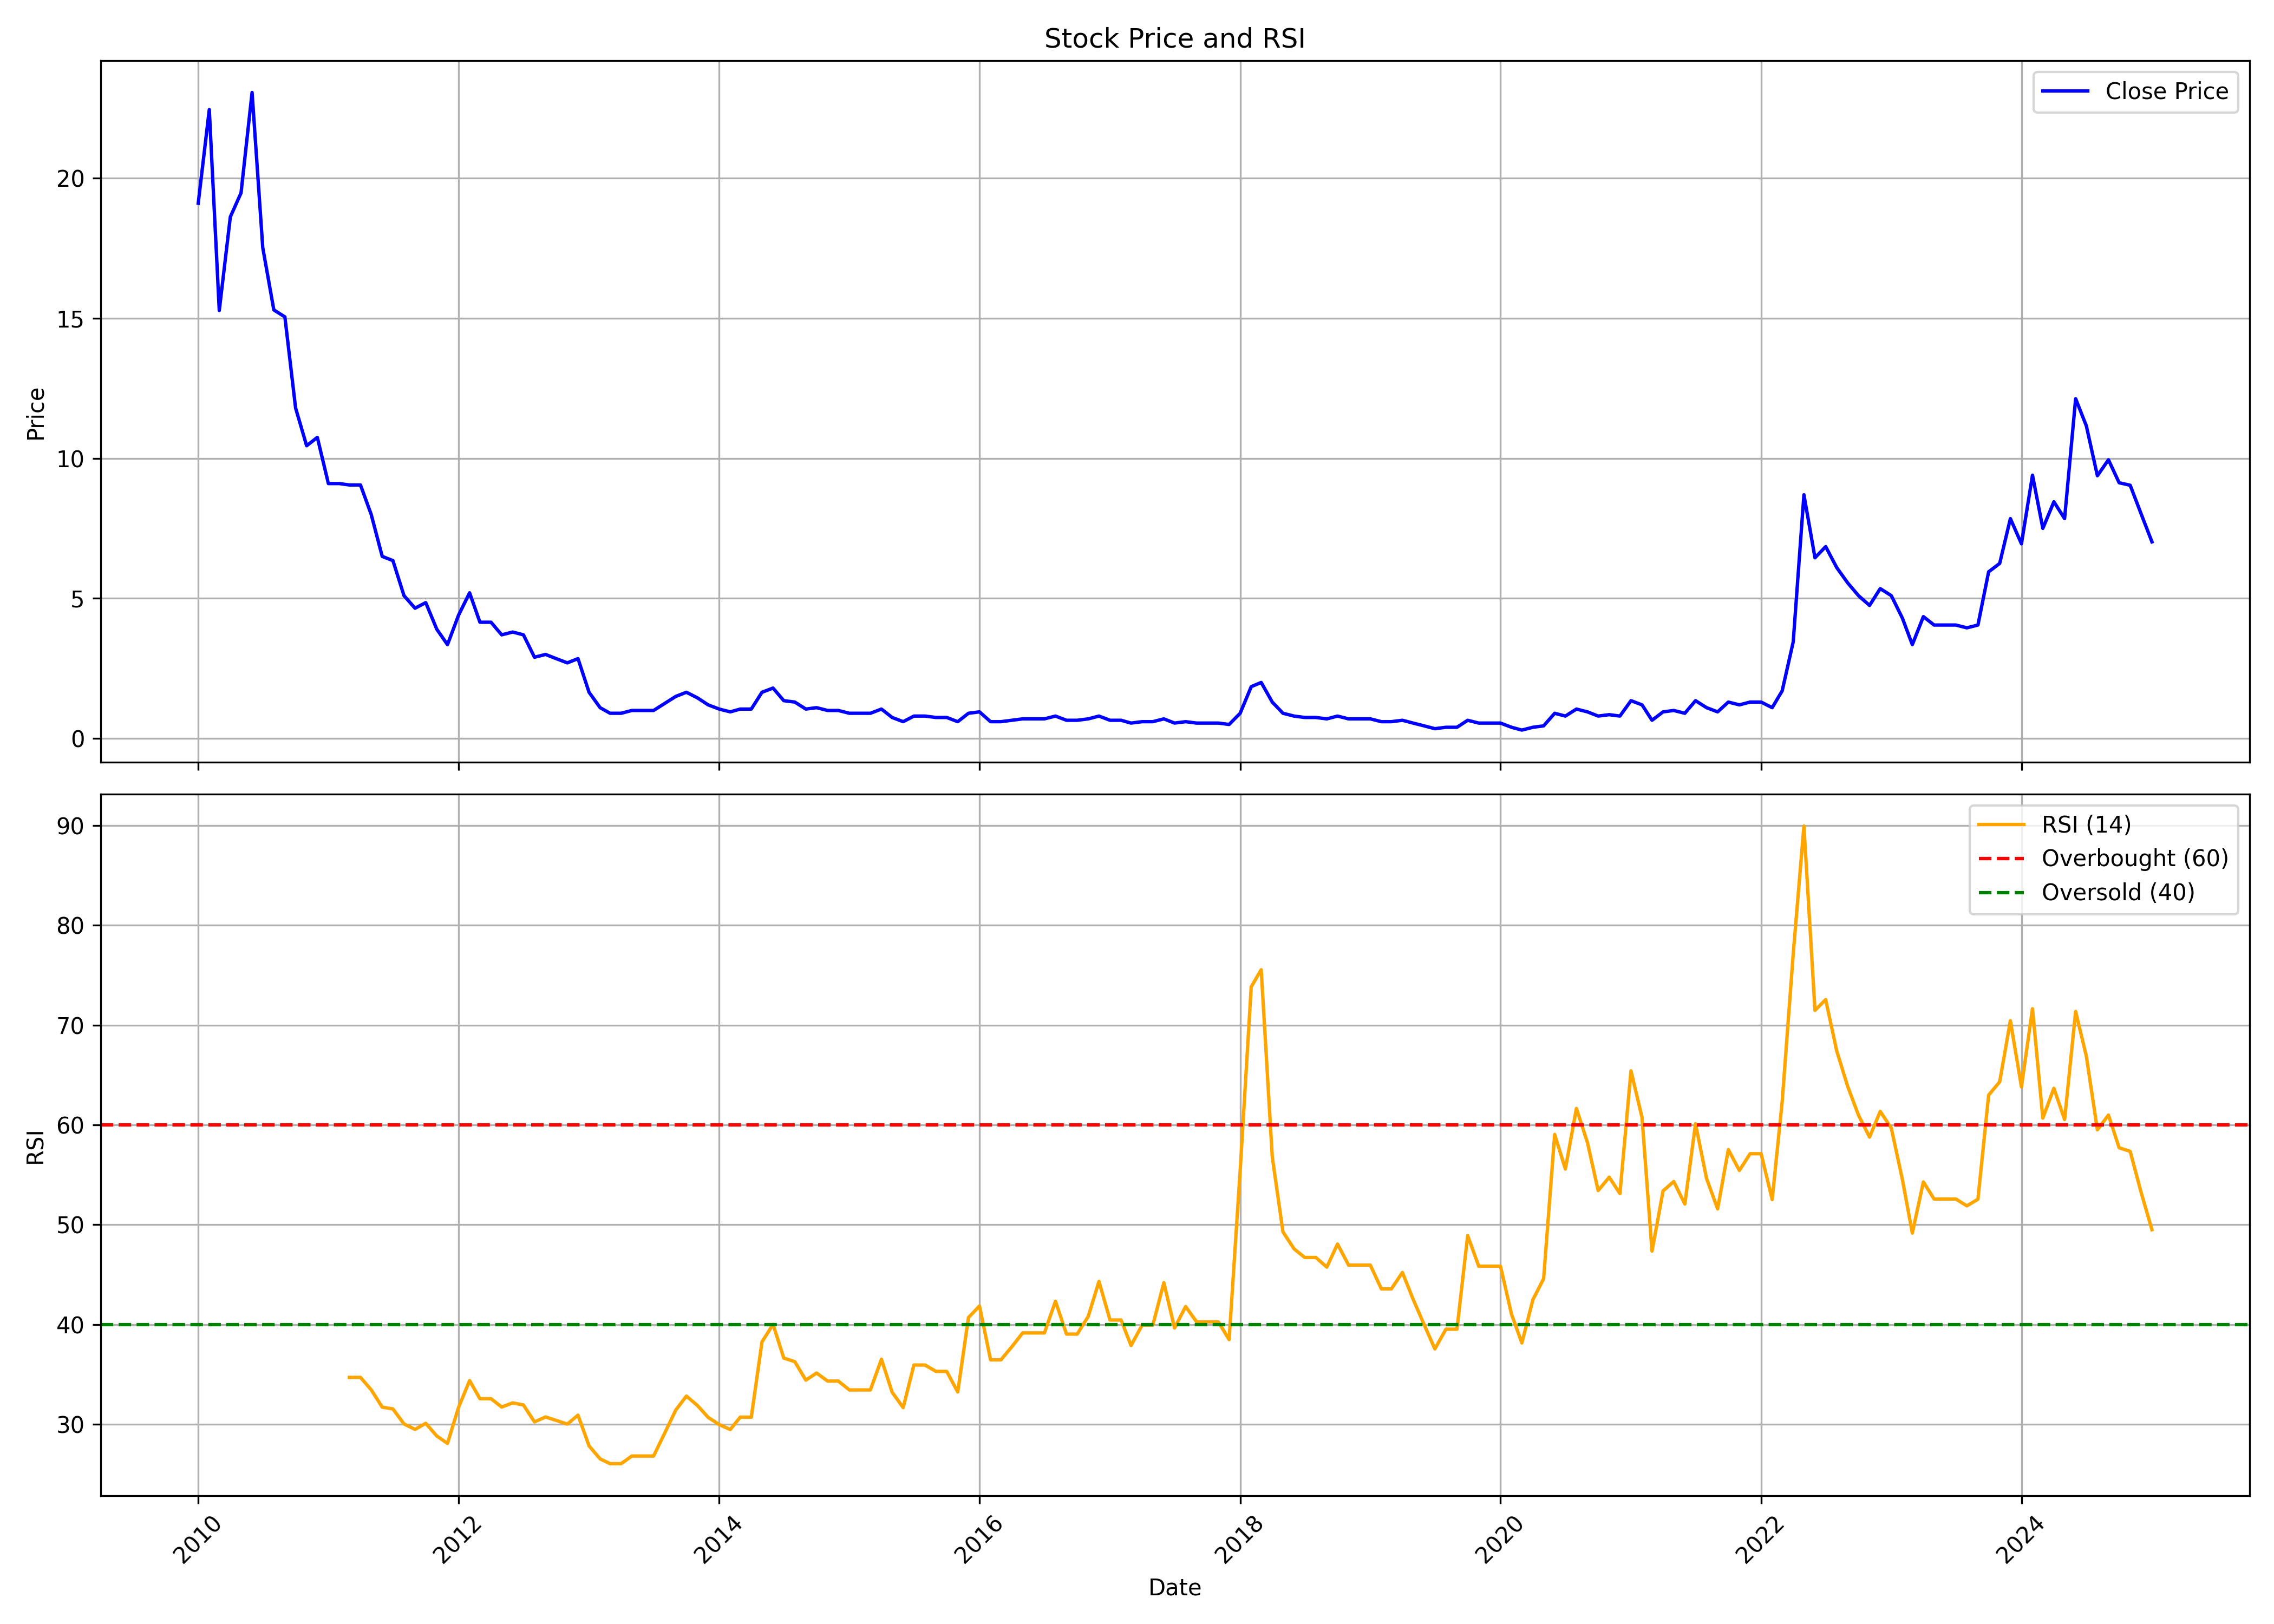 Stock Price and RSI
Close Price
Price
20
15
10
5
0
RSI (14)
Overbought (60)
Oversold (40)
RSI
90
80
70
60
50
40
30
2010
2012
2014
2016
2018
2020
2022
2024
Date